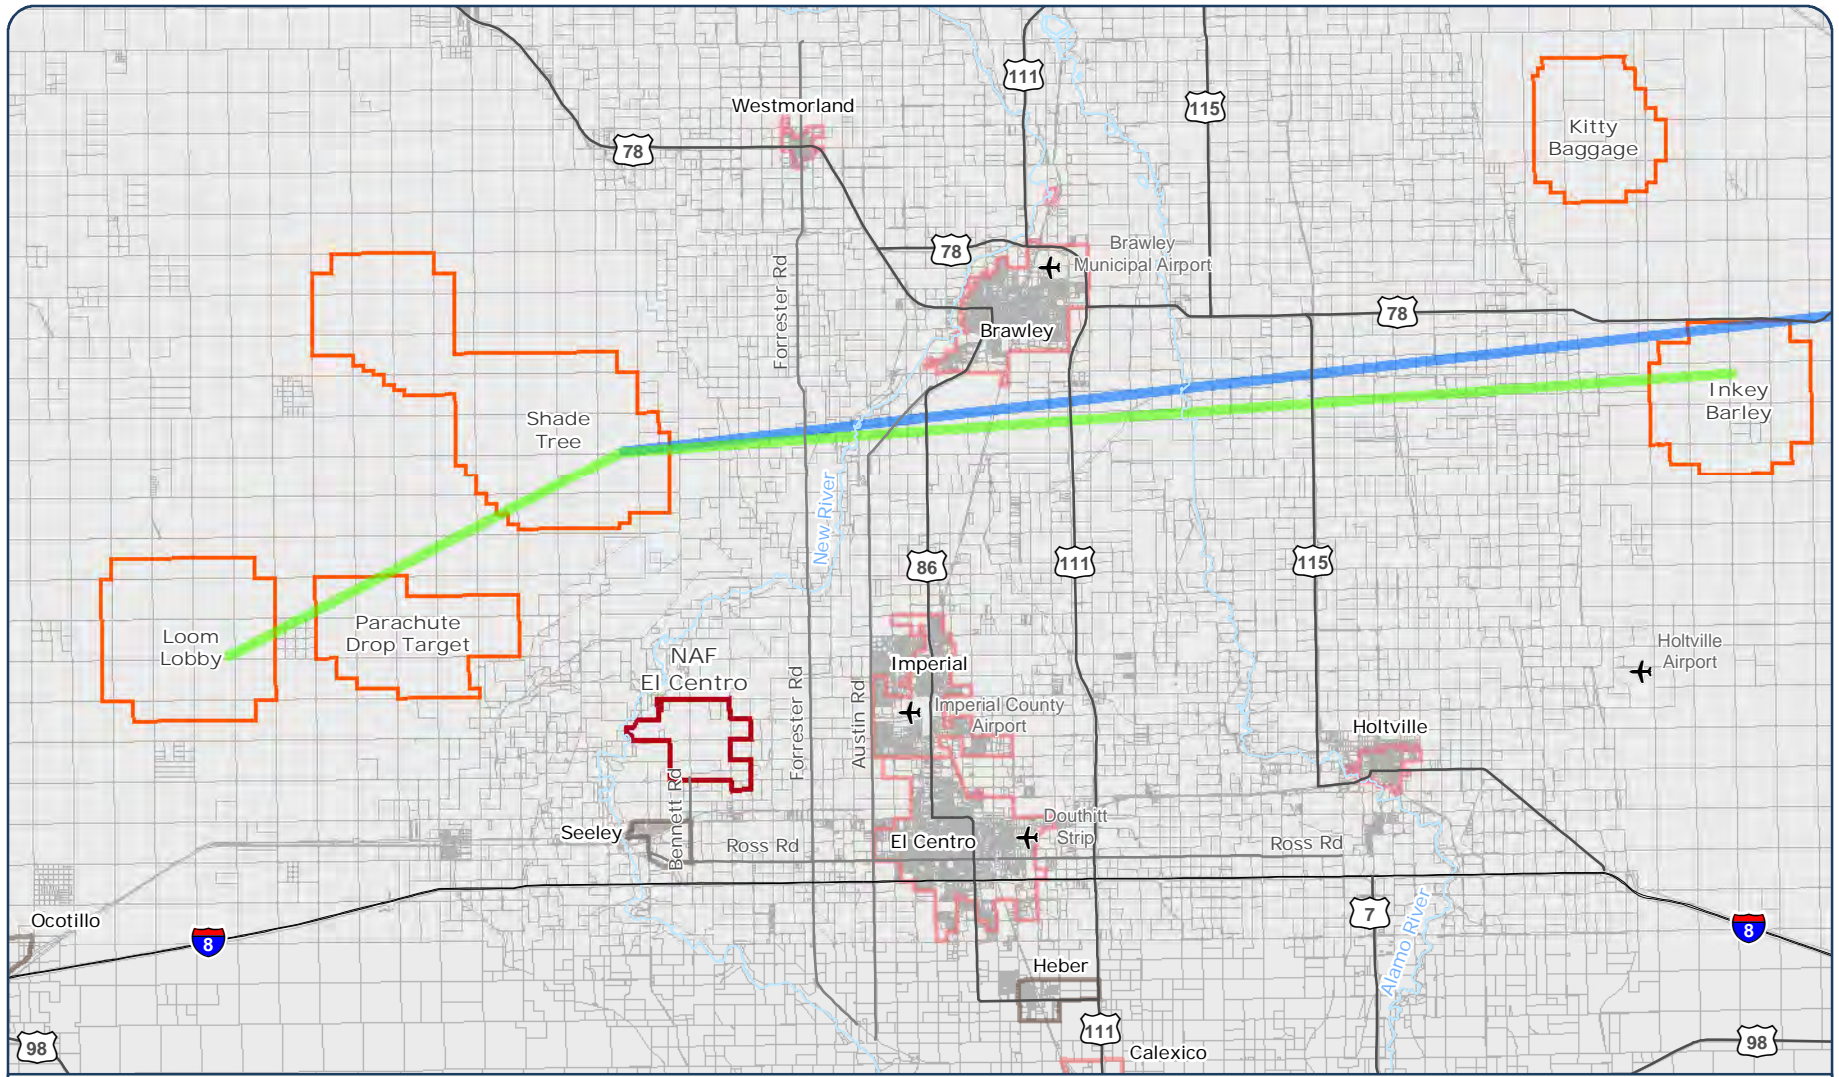 111
115
Westmorland
78
Kitty
Baggage
78
Brawley
Municipal Airport
Forrester Rd
78
Brawley
Inkey
Barley
Shade
Tree
New River
86
111
115
Loom
Lobby
Parachute
Drop Target
NAF
El Centro
Imperial
Holtville
Airport
Forrester Rd
Austin Rd
Imperial County
Airport
Holtville
Bennett Rd
Seeley
Ross Rd
El Centro
Douthitt
Strip
Ross Rd
Ocotillo
8
7
8
Alamo River
Heber
98
111
Calexico
98